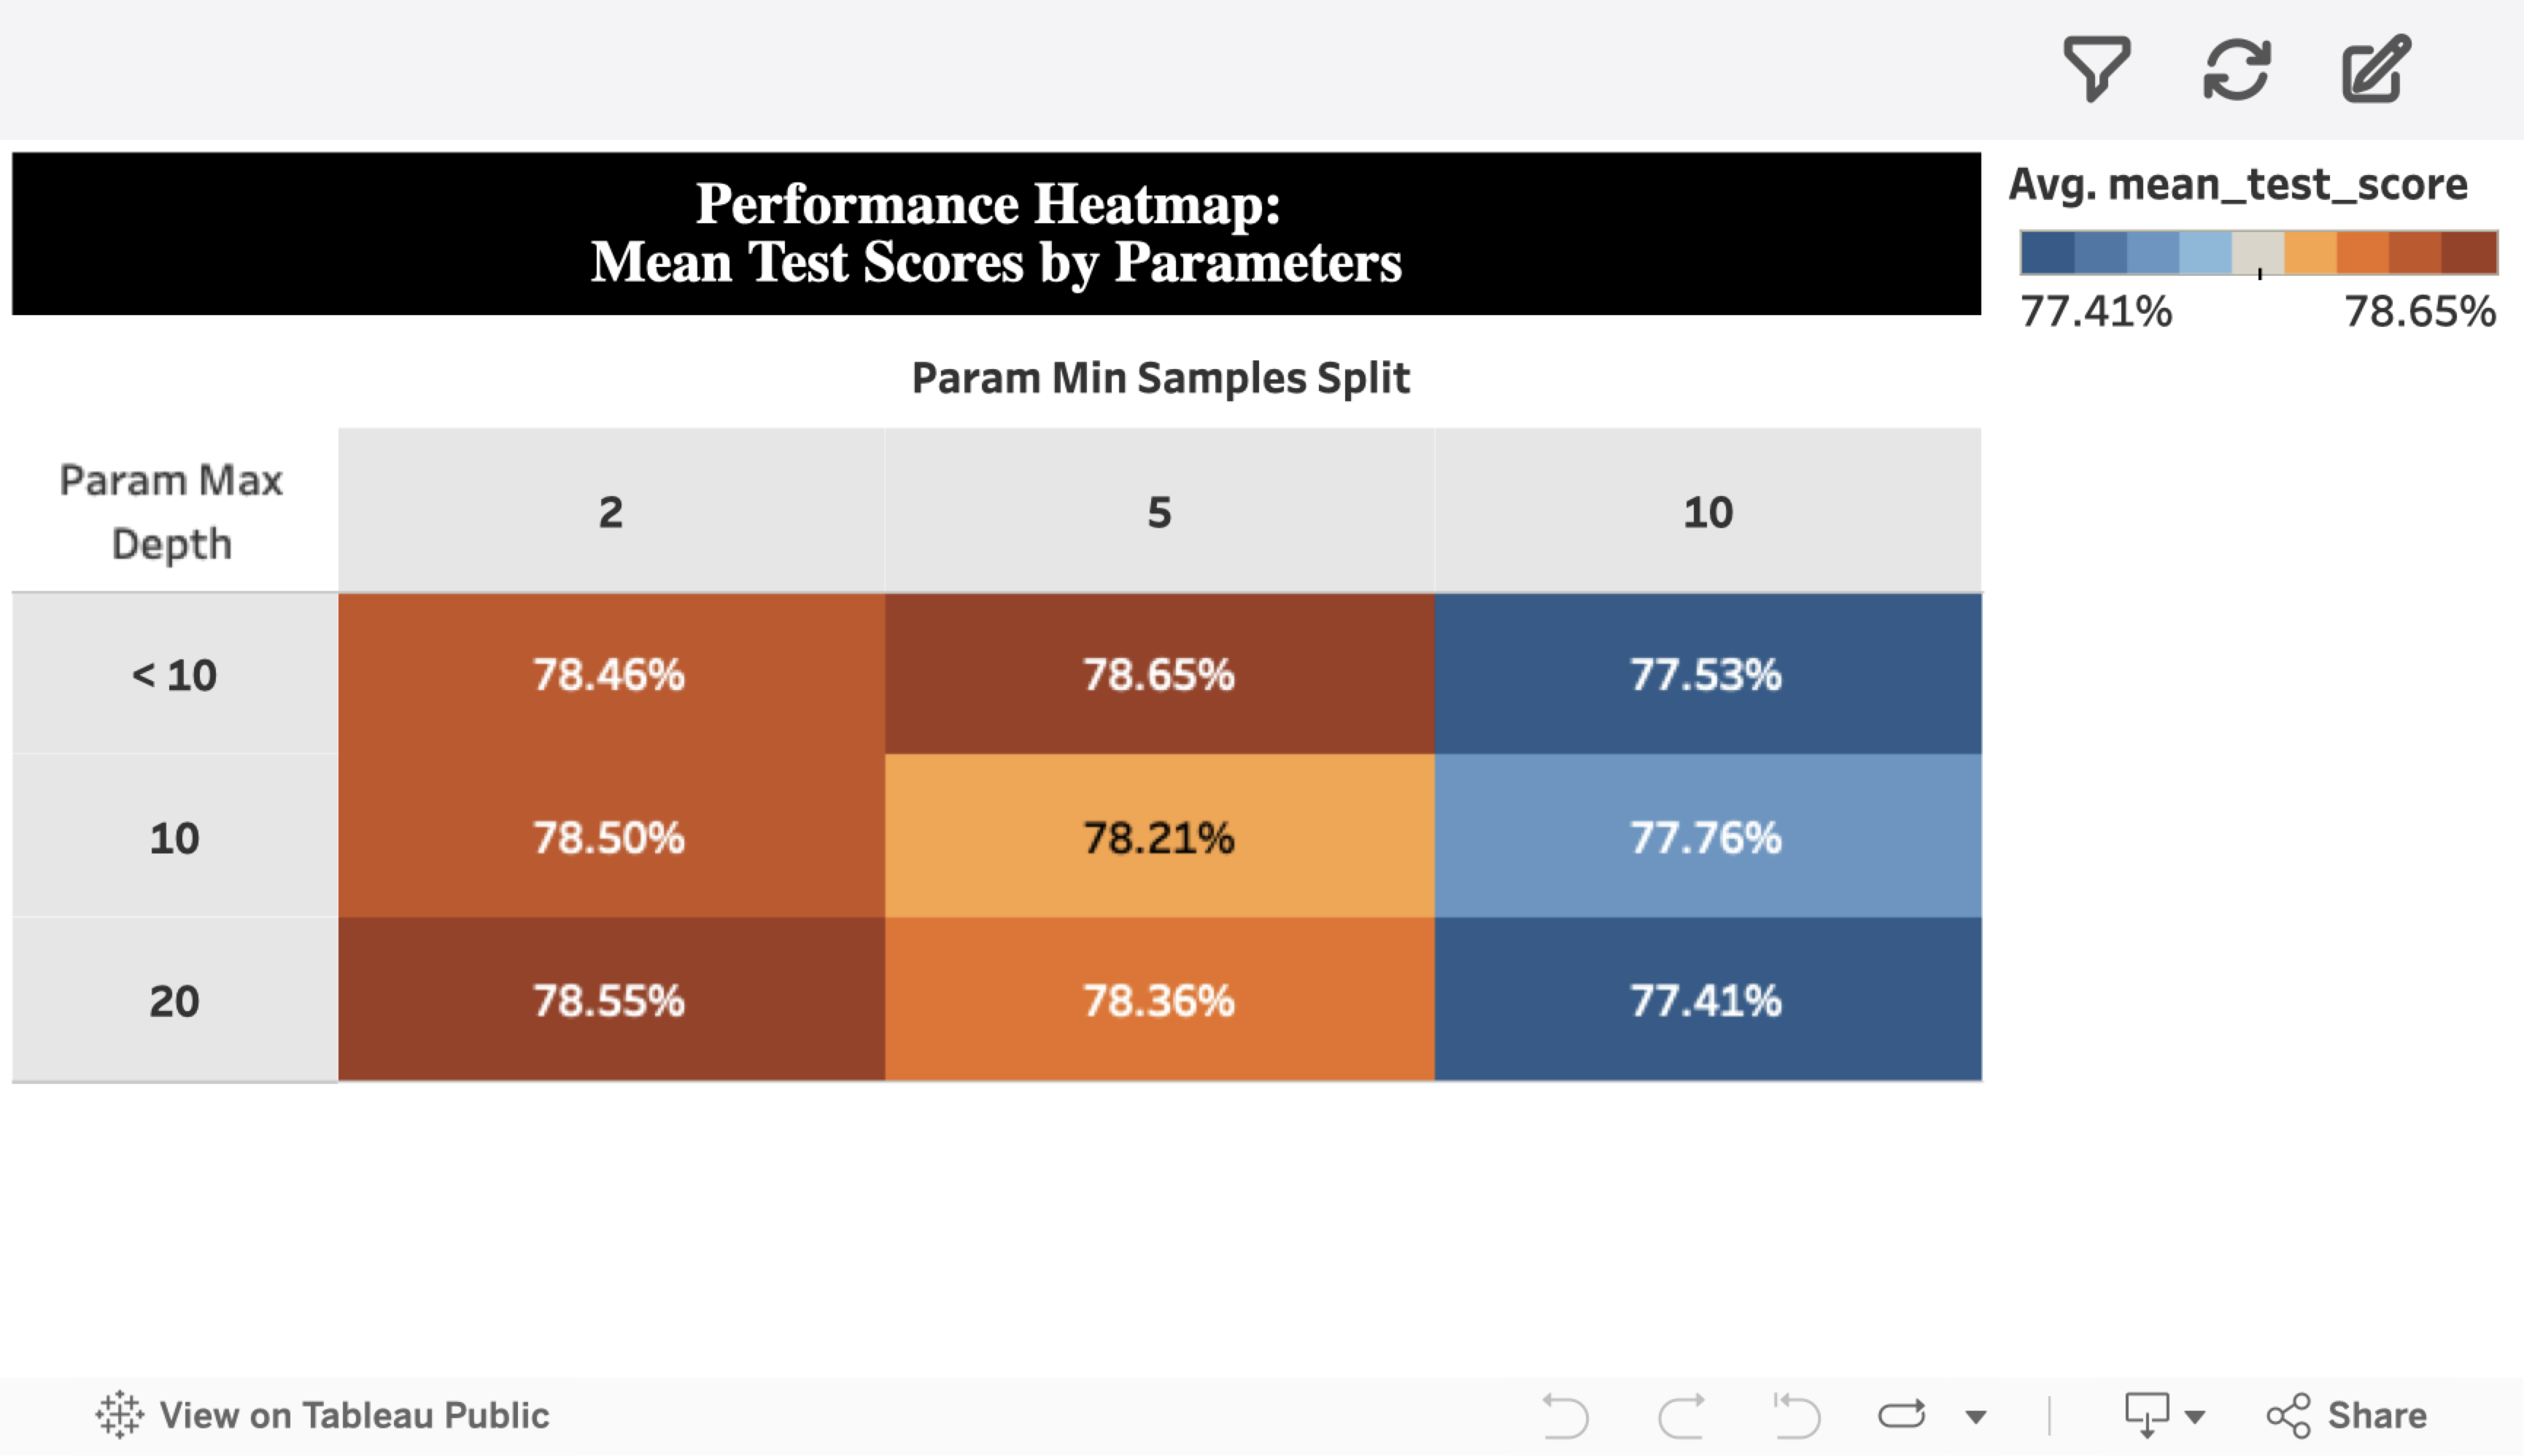 Performance Heatmap:
Mean Test Scores by Parameters
Avg. mean_test_score
77.41% 78.65%
Param Min Samples Split
Param Max
Depth
2 5 10
< 10 78.46% 78.65% 77.53%
10 78.50% 78.21% 77.76%
20 78.55% 78.36% 77.41%
View on Tableau Public Share